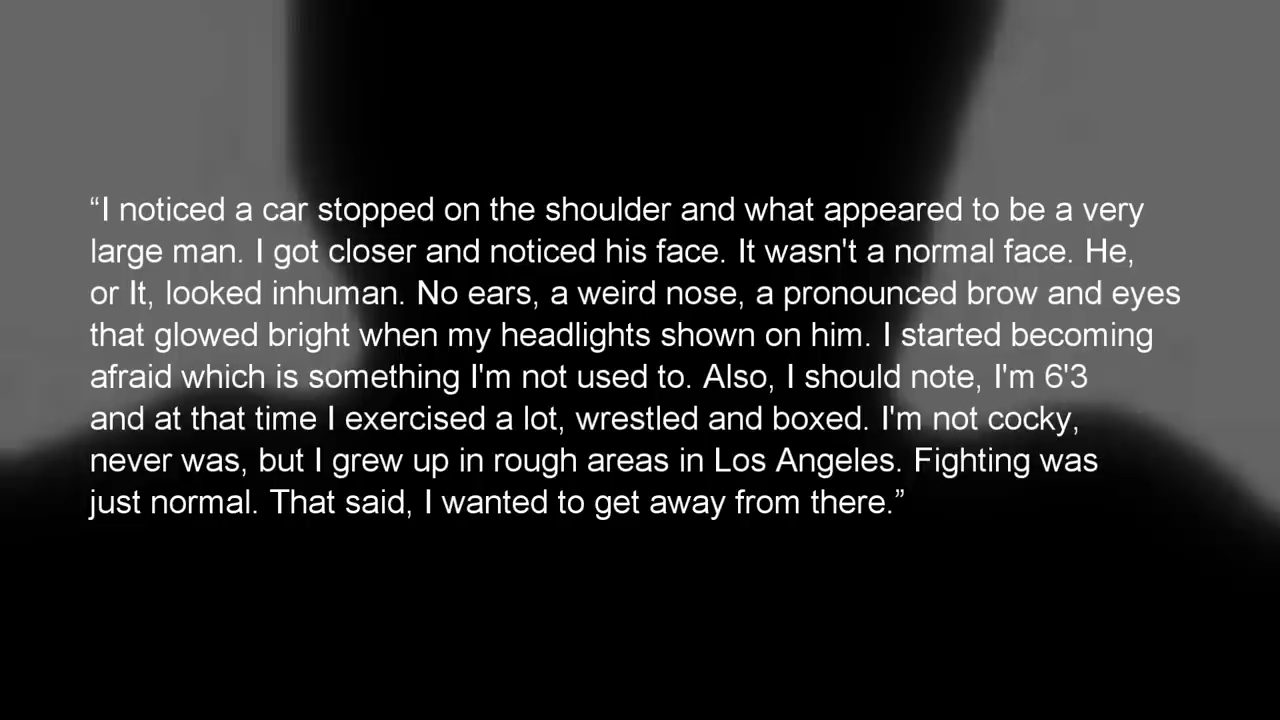 “I noticed a car stopped on the shoulder and what appeared to be a very
large man. I got closer and noticed his face. It wasn't a normal face. He,
or It, looked inhuman. No ears, a weird nose, a pronounced brow and eyes
that glowed bright when my headlights shown on him. I started becoming
afraid which is something I'm not used to. Also, I should note, I'm 6'3
and at that time I exercised a lot, wrestled and boxed. I'm not cocky,
never was, but I grew up in rough areas in Los Angeles. Fighting was
just normal. That said, I wanted to get away from there.”